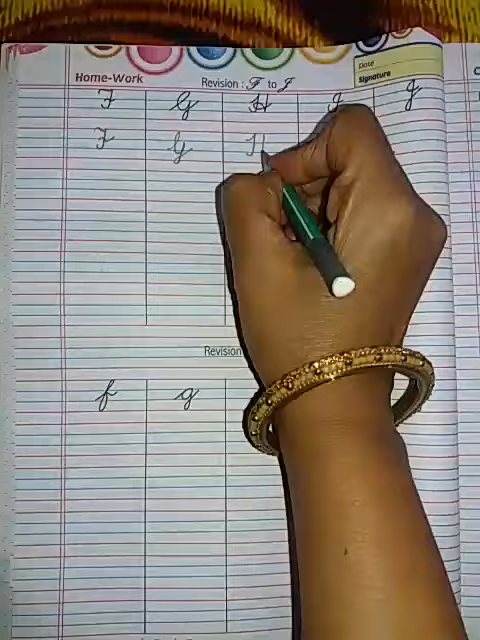 Date
Signature
Home-Work
Revision : F to J
F G H I J
F G H
Revision
f g